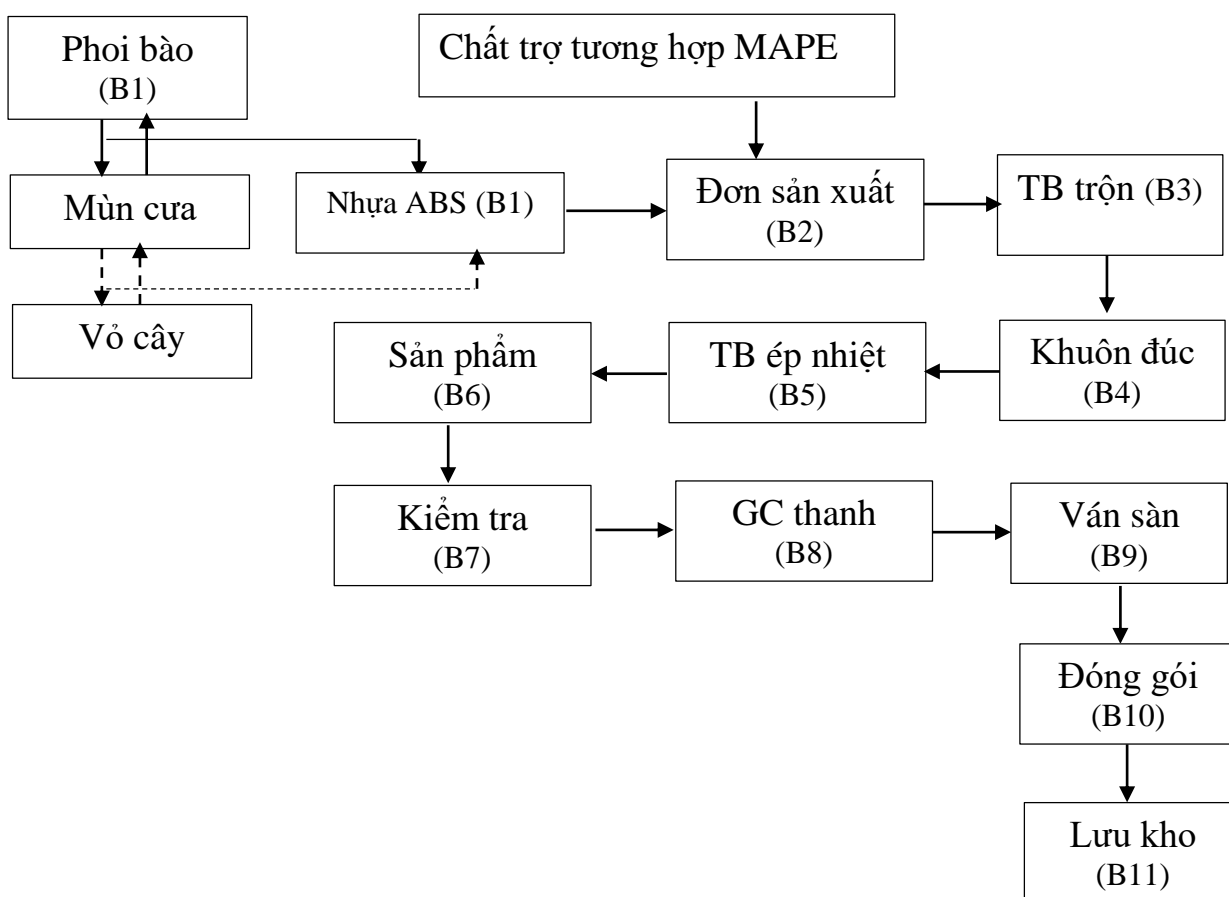 Phoi bào
(B1)
Chất trợ tương hợp MAPE
Mùn cưa
Nhựa ABS (B1)
Đơn sản xuất
(B2)
TB trộn (B3)
Vỏ cây
Sản phẩm
(B6)
TB ép nhiệt
(B5)
Khuôn đúc
(B4)
Kiểm tra
(B7)
GC thanh
(B8)
Ván sàn
(B9)
Đóng gói
(B10)
Lưu kho
(B11)